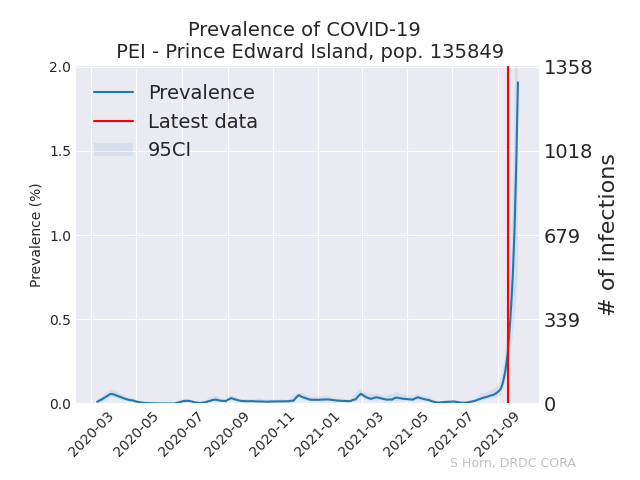 Prevalence of COVID-19
PEI - Prince Edward Island, pop. 135849
Prevalence
Latest data
95CI
2.0
1.5
1.0
0.5
0.0
Prevalence (%)
1358
1018
679
339
0
# of infections
2020-03
2020-05
2020-07
2020-09
2020-11
2021-01
2021-03
2021-05
2021-07
2021-09
S Horn, DRDC CORA